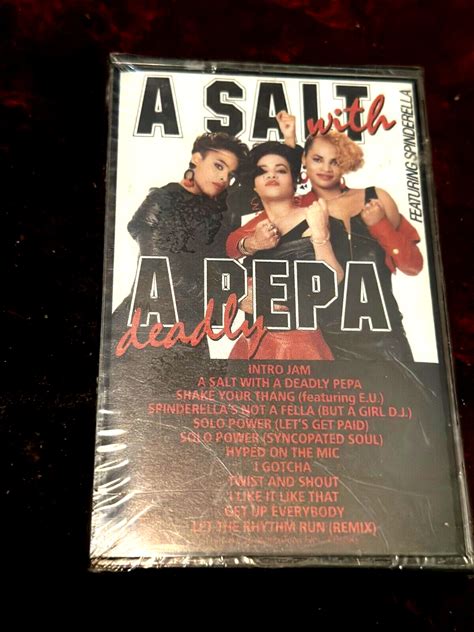 A SALT
with
FEATURING SPINDERELLA
A PEPA
deadly
INTRO JAM
A SALT WITH A DEADLY PEPA
SHAKE YOUR THANG (featuring E.U.)
SPINDERELLA'S NOT A FELLA (BUT A GIRL D.J.)
SOLO POWER (LET'S GET PAID)
SOLO POWER (SYNCOPATED SOUL)
HYPED ON THE MIC
I GOTCHA
TWIST AND SHOUT
I LIKE IT LIKE THAT
GET UP EVERYBODY
LET THE RHYTHM RUN (REMIX)